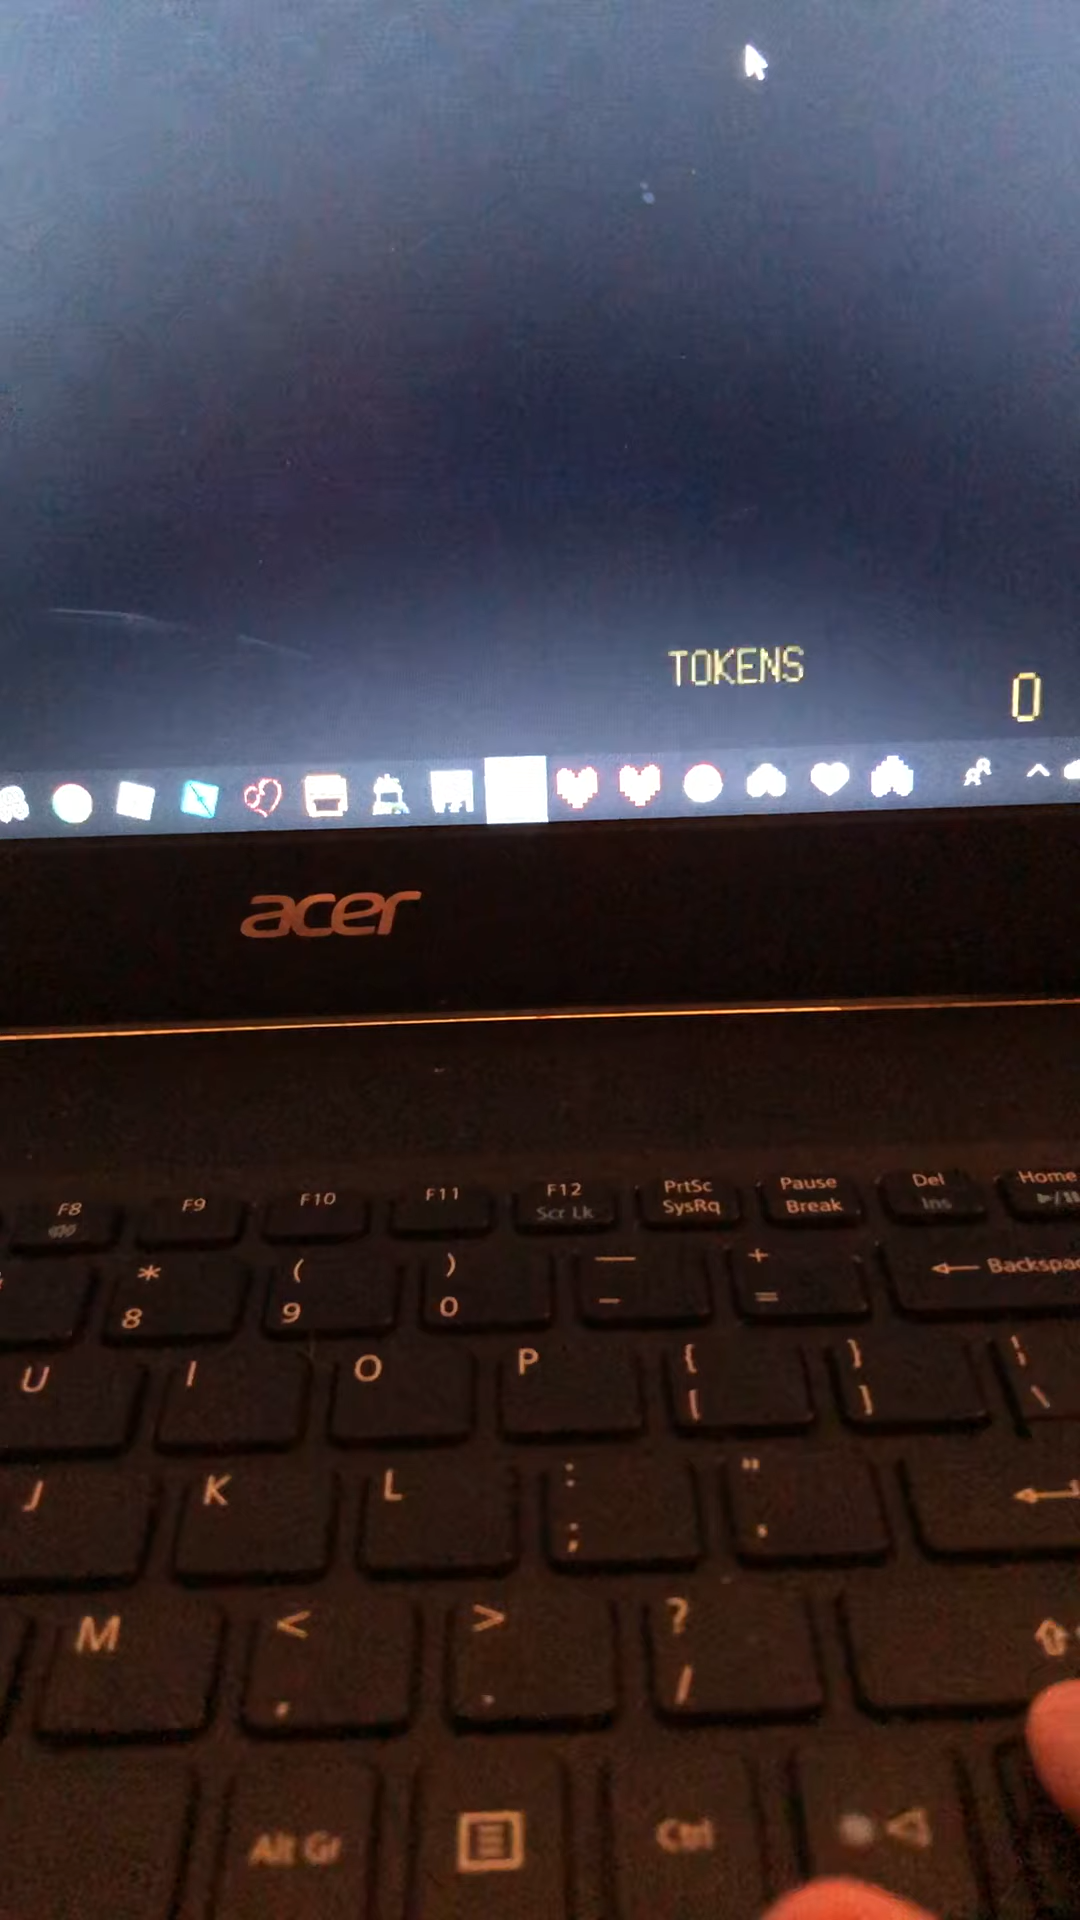 TOKENS
0
acer
F8
F9
F10
F11
F12
Scr Lk
PrtSc
SysRq
Pause
Break
Del
Ins
Home
*
8
(
9
)
0
—
-
+
=
Backspac
U
I
O
P
{
[
}
]
|
\
J
K
L
:
;
"
'
M
<
,
>
.
?
/
Alt Gr
Ctrl